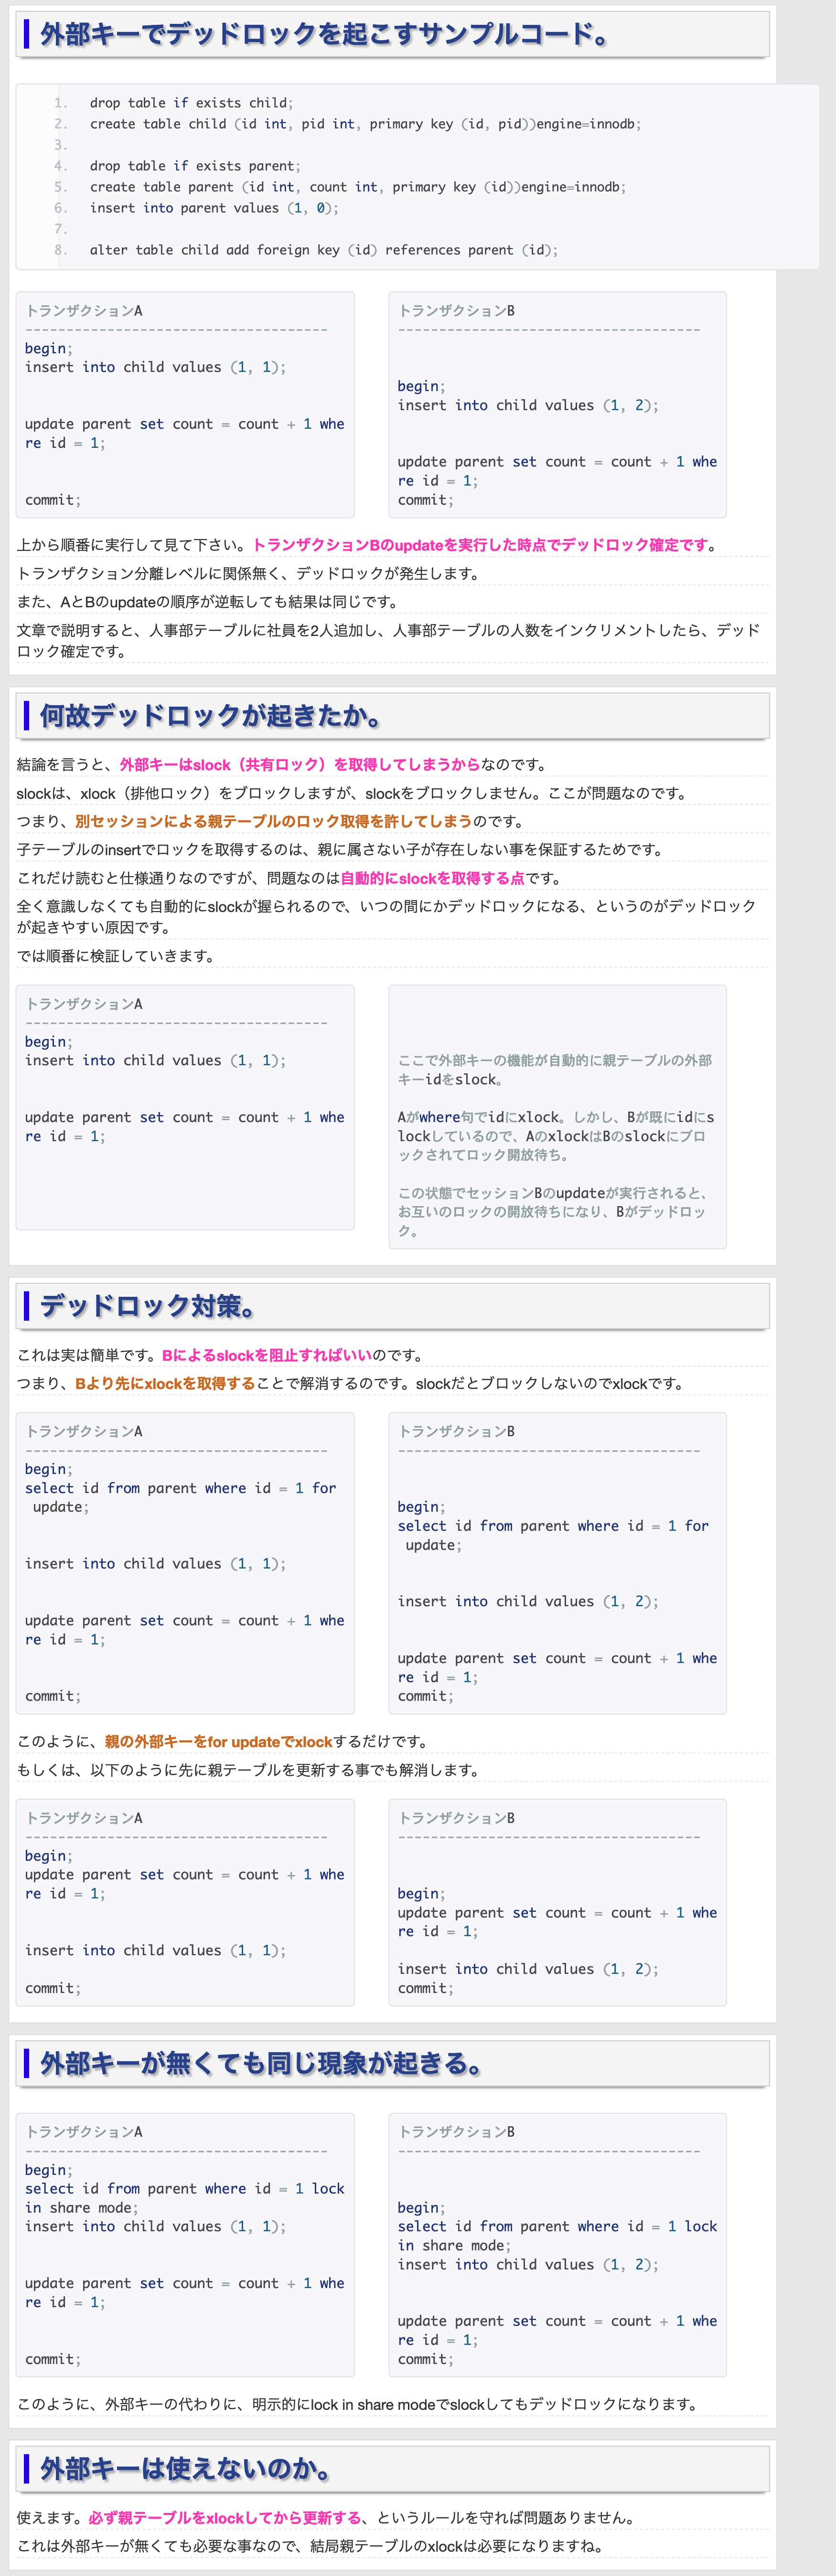 外部キーでデッドロックを起こすサンプルコード。
1. drop table if exists child;
2. create table child (id int, pid int, primary key (id, pid))engine=innodb;
3.
4. drop table if exists parent;
5. create table parent (id int, count int, primary key (id))engine=innodb;
6. insert into parent values (1, 0);
7.
8. alter table child add foreign key (id) references parent (id);
トランザクションA
-------------------------------------
begin;
insert into child values (1, 1);
update parent set count = count + 1 whe
re id = 1;
commit;
トランザクションB
-------------------------------------
begin;
insert into child values (1, 2);
update parent set count = count + 1 whe
re id = 1;
commit;
上から順番に実行して見て下さい。トランザクションBのupdateを実行した時点でデッドロック確定です。
トランザクション分離レベルに関係無く、デッドロックが発生します。
また、AとBのupdateの順序が逆転しても結果は同じです。
文章で説明すると、人事部テーブルに社員を2人追加し、人事部テーブルの人数をインクリメントしたら、デッド
ロック確定です。
何故デッドロックが起きたか。
結論を言うと、外部キーはslock（共有ロック）を取得してしまうからなのです。
slockは、xlock（排他ロック）をブロックしますが、slockをブロックしません。ここが問題なのです。
つまり、別セッションによる親テーブルのロック取得を許してしまうのです。
子テーブルのinsertでロックを取得するのは、親に属さない子が存在しない事を保証するためです。
これだけ読むと仕様通りなのですが、問題なのは自動的にslockを取得する点です。
全く意識しなくても自動的にslockが握られるので、いつの間にかデッドロックになる、というのがデッドロック
が起きやすい原因です。
では順番に検証していきます。
トランザクションA
-------------------------------------
begin;
insert into child values (1, 1);
update parent set count = count + 1 whe
re id = 1;
ここで外部キーの機能が自動的に親テーブルの外部
キーidをslock。
Aがwhere句でidにxlock。しかし、Bが既にidにs
lockしているので、AのxlockはBのslockにブロ
ックされてロック開放待ち。
この状態でセッションBのupdateが実行されると、
お互いのロックの開放待ちになり、Bがデッドロッ
ク。
デッドロック対策。
これは実は簡単です。Bによるslockを阻止すればいいのです。
つまり、Bより先にxlockを取得することで解消するのです。slockだとブロックしないのでxlockです。
トランザクションA
-------------------------------------
begin;
select id from parent where id = 1 for
update;
insert into child values (1, 1);
update parent set count = count + 1 whe
re id = 1;
commit;
トランザクションB
-------------------------------------
begin;
select id from parent where id = 1 for
update;
insert into child values (1, 2);
update parent set count = count + 1 whe
re id = 1;
commit;
このように、親の外部キーをfor updateでxlockするだけです。
もしくは、以下のように先に親テーブルを更新する事でも解消します。
トランザクションA
-------------------------------------
begin;
update parent set count = count + 1 whe
re id = 1;
insert into child values (1, 1);
commit;
トランザクションB
-------------------------------------
begin;
update parent set count = count + 1 whe
re id = 1;
insert into child values (1, 2);
commit;
外部キーが無くても同じ現象が起きる。
トランザクションA
-------------------------------------
begin;
select id from parent where id = 1 lock
in share mode;
insert into child values (1, 1);
update parent set count = count + 1 whe
re id = 1;
commit;
トランザクションB
-------------------------------------
begin;
select id from parent where id = 1 lock
in share mode;
insert into child values (1, 2);
update parent set count = count + 1 whe
re id = 1;
commit;
このように、外部キーの代わりに、明示的にlock in share modeでslockしてもデッドロックになります。
外部キーは使えないのか。
使えます。必ず親テーブルをxlockしてから更新する、というルールを守れば問題ありません。
これは外部キーが無くても必要な事なので、結局親テーブルのxlockは必要になりますね。